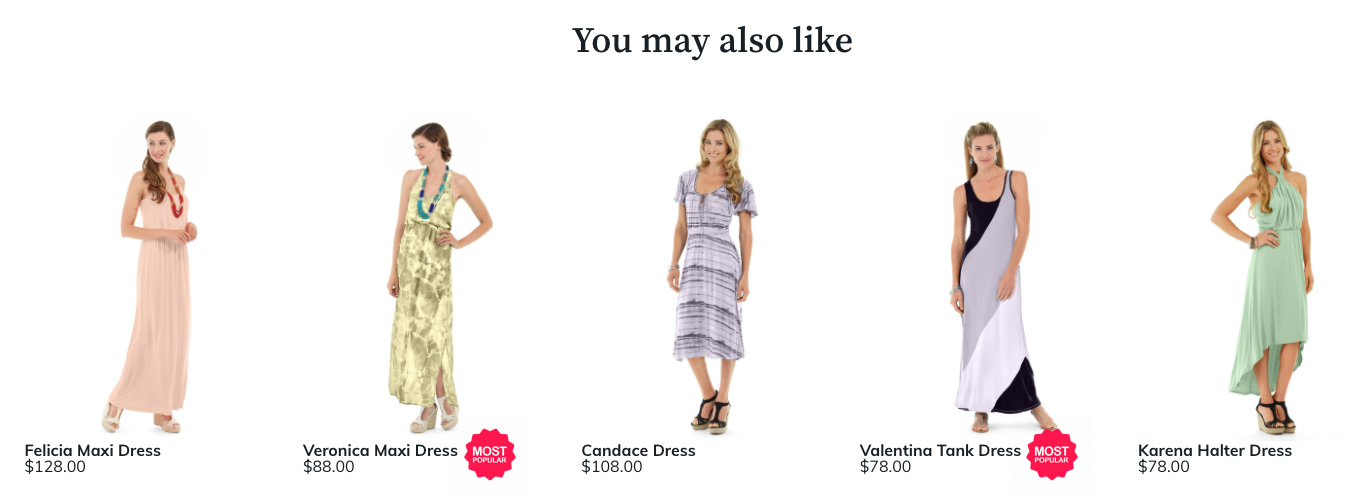 You may also like
Felicia Maxi Dress
$128.00
Veronica Maxi Dress
$88.00
MOST
POPULAR
Candace Dress
$108.00
Valentina Tank Dress
$78.00
MOST
POPULAR
Karena Halter Dress
$78.00